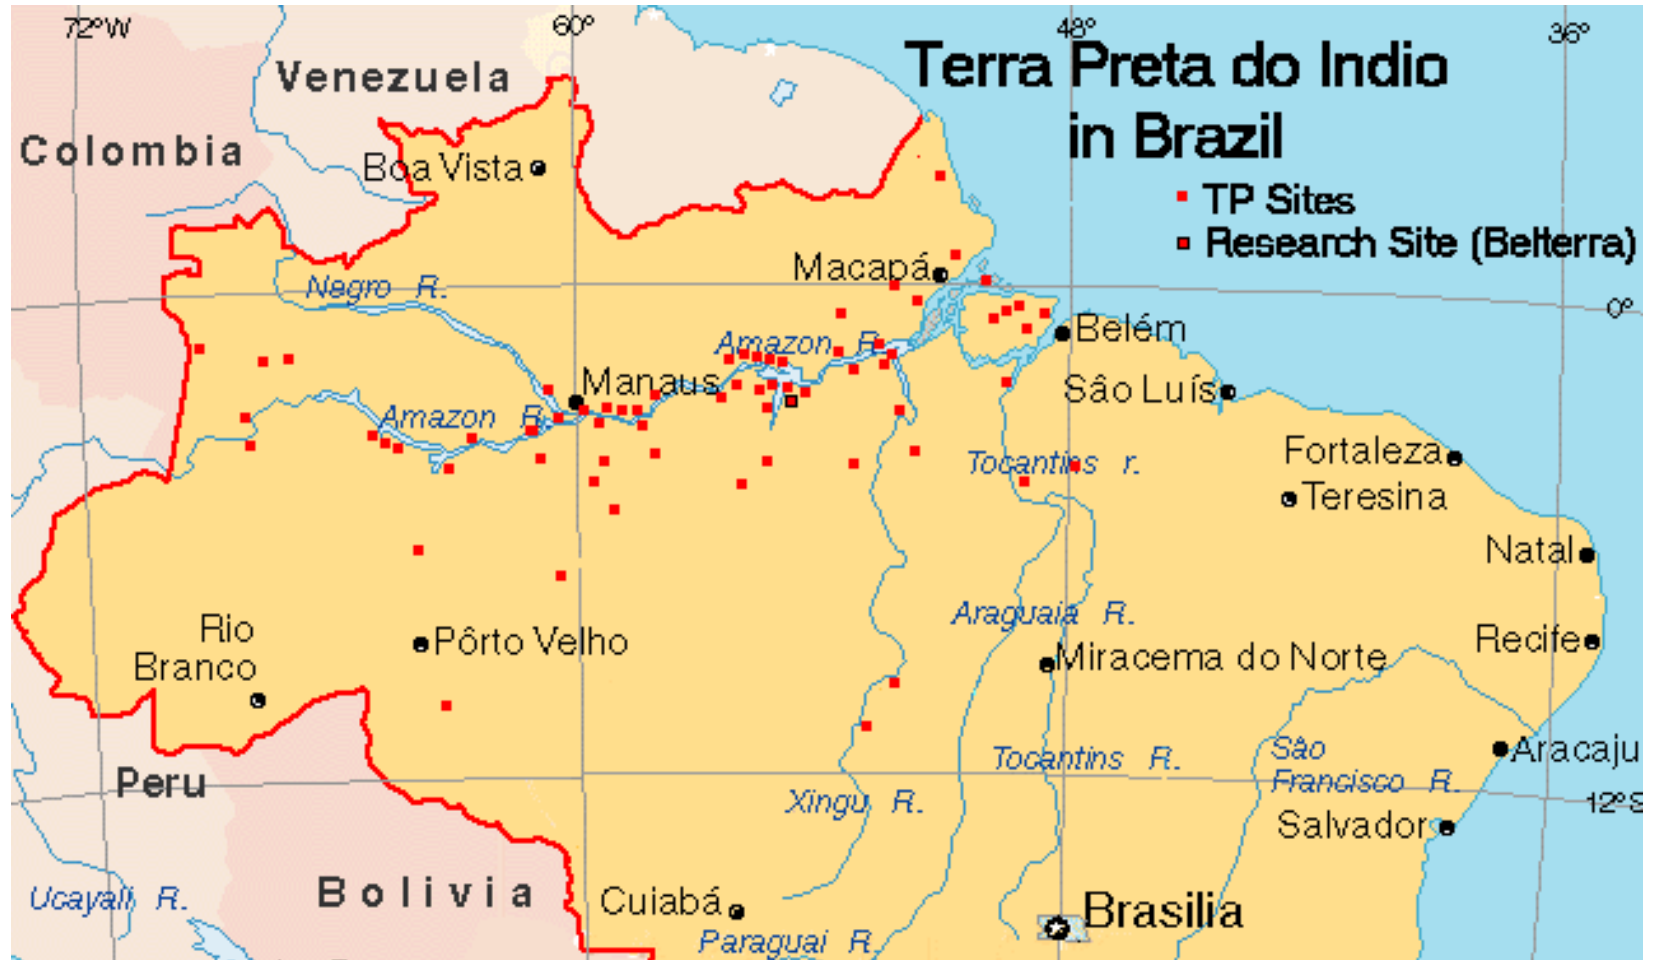 72°W
60°
48°
36°
Terra Preta do Indio
in Brazil
Venezuela
Colombia
Boa Vista
TP Sites
Research Site (Belterra)
Macapá
Negro R.
0°
Amazon R.
Belém
Manaus
São Luís
Amazon R.
Fortaleza
Tocantins r.
Teresina
Natal
Araguaia R.
Rio
Branco
Pôrto Velho
Recife
Miracema do Norte
Aracaju
São
Francisco R.
Tocantins R.
Peru
Xingu R.
12°S
Salvador
Bolivia
Ucayali R.
Cuiabá
Brasilia
Paraguai R.